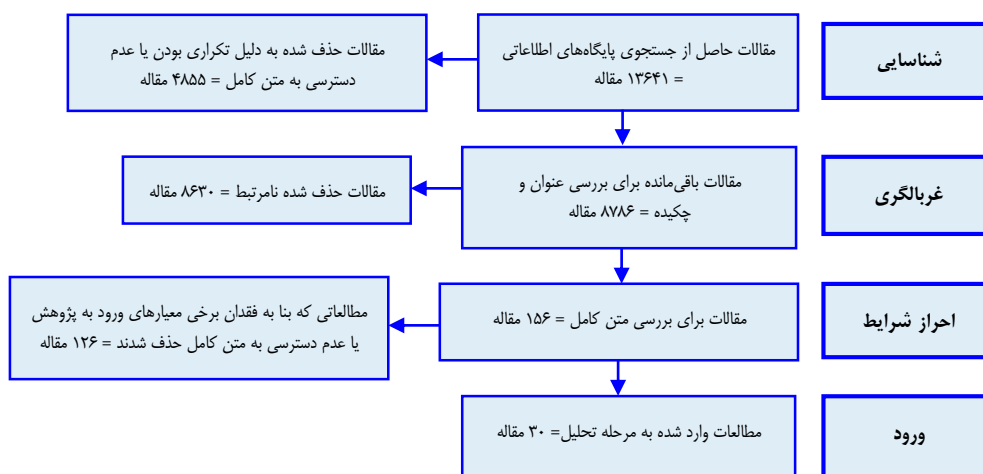 شناسایی
مقالات حاصل از جستجوی پایگاه‌های اطلاعاتی
= ۱۳۶۴۱ مقاله
مقالات حذف شده به دلیل تکراری بودن یا عدم
دسترسی به متن کامل = ۴۸۵۵ مقاله
غربالگری
مقالات باقی‌مانده برای بررسی عنوان و
چکیده = ۸۷۸۶ مقاله
مقالات حذف شده نامرتبط = ۸۶۳۰ مقاله
احراز شرایط
مقالات برای بررسی متن کامل = ۱۵۶ مقاله
مطالعاتی که بنا به فقدان برخی معیارهای ورود به پژوهش
یا عدم دسترسی به متن کامل حذف شدند = ۱۲۶ مقاله
ورود
مطالعات وارد شده به مرحله تحلیل= ۳۰ مقاله